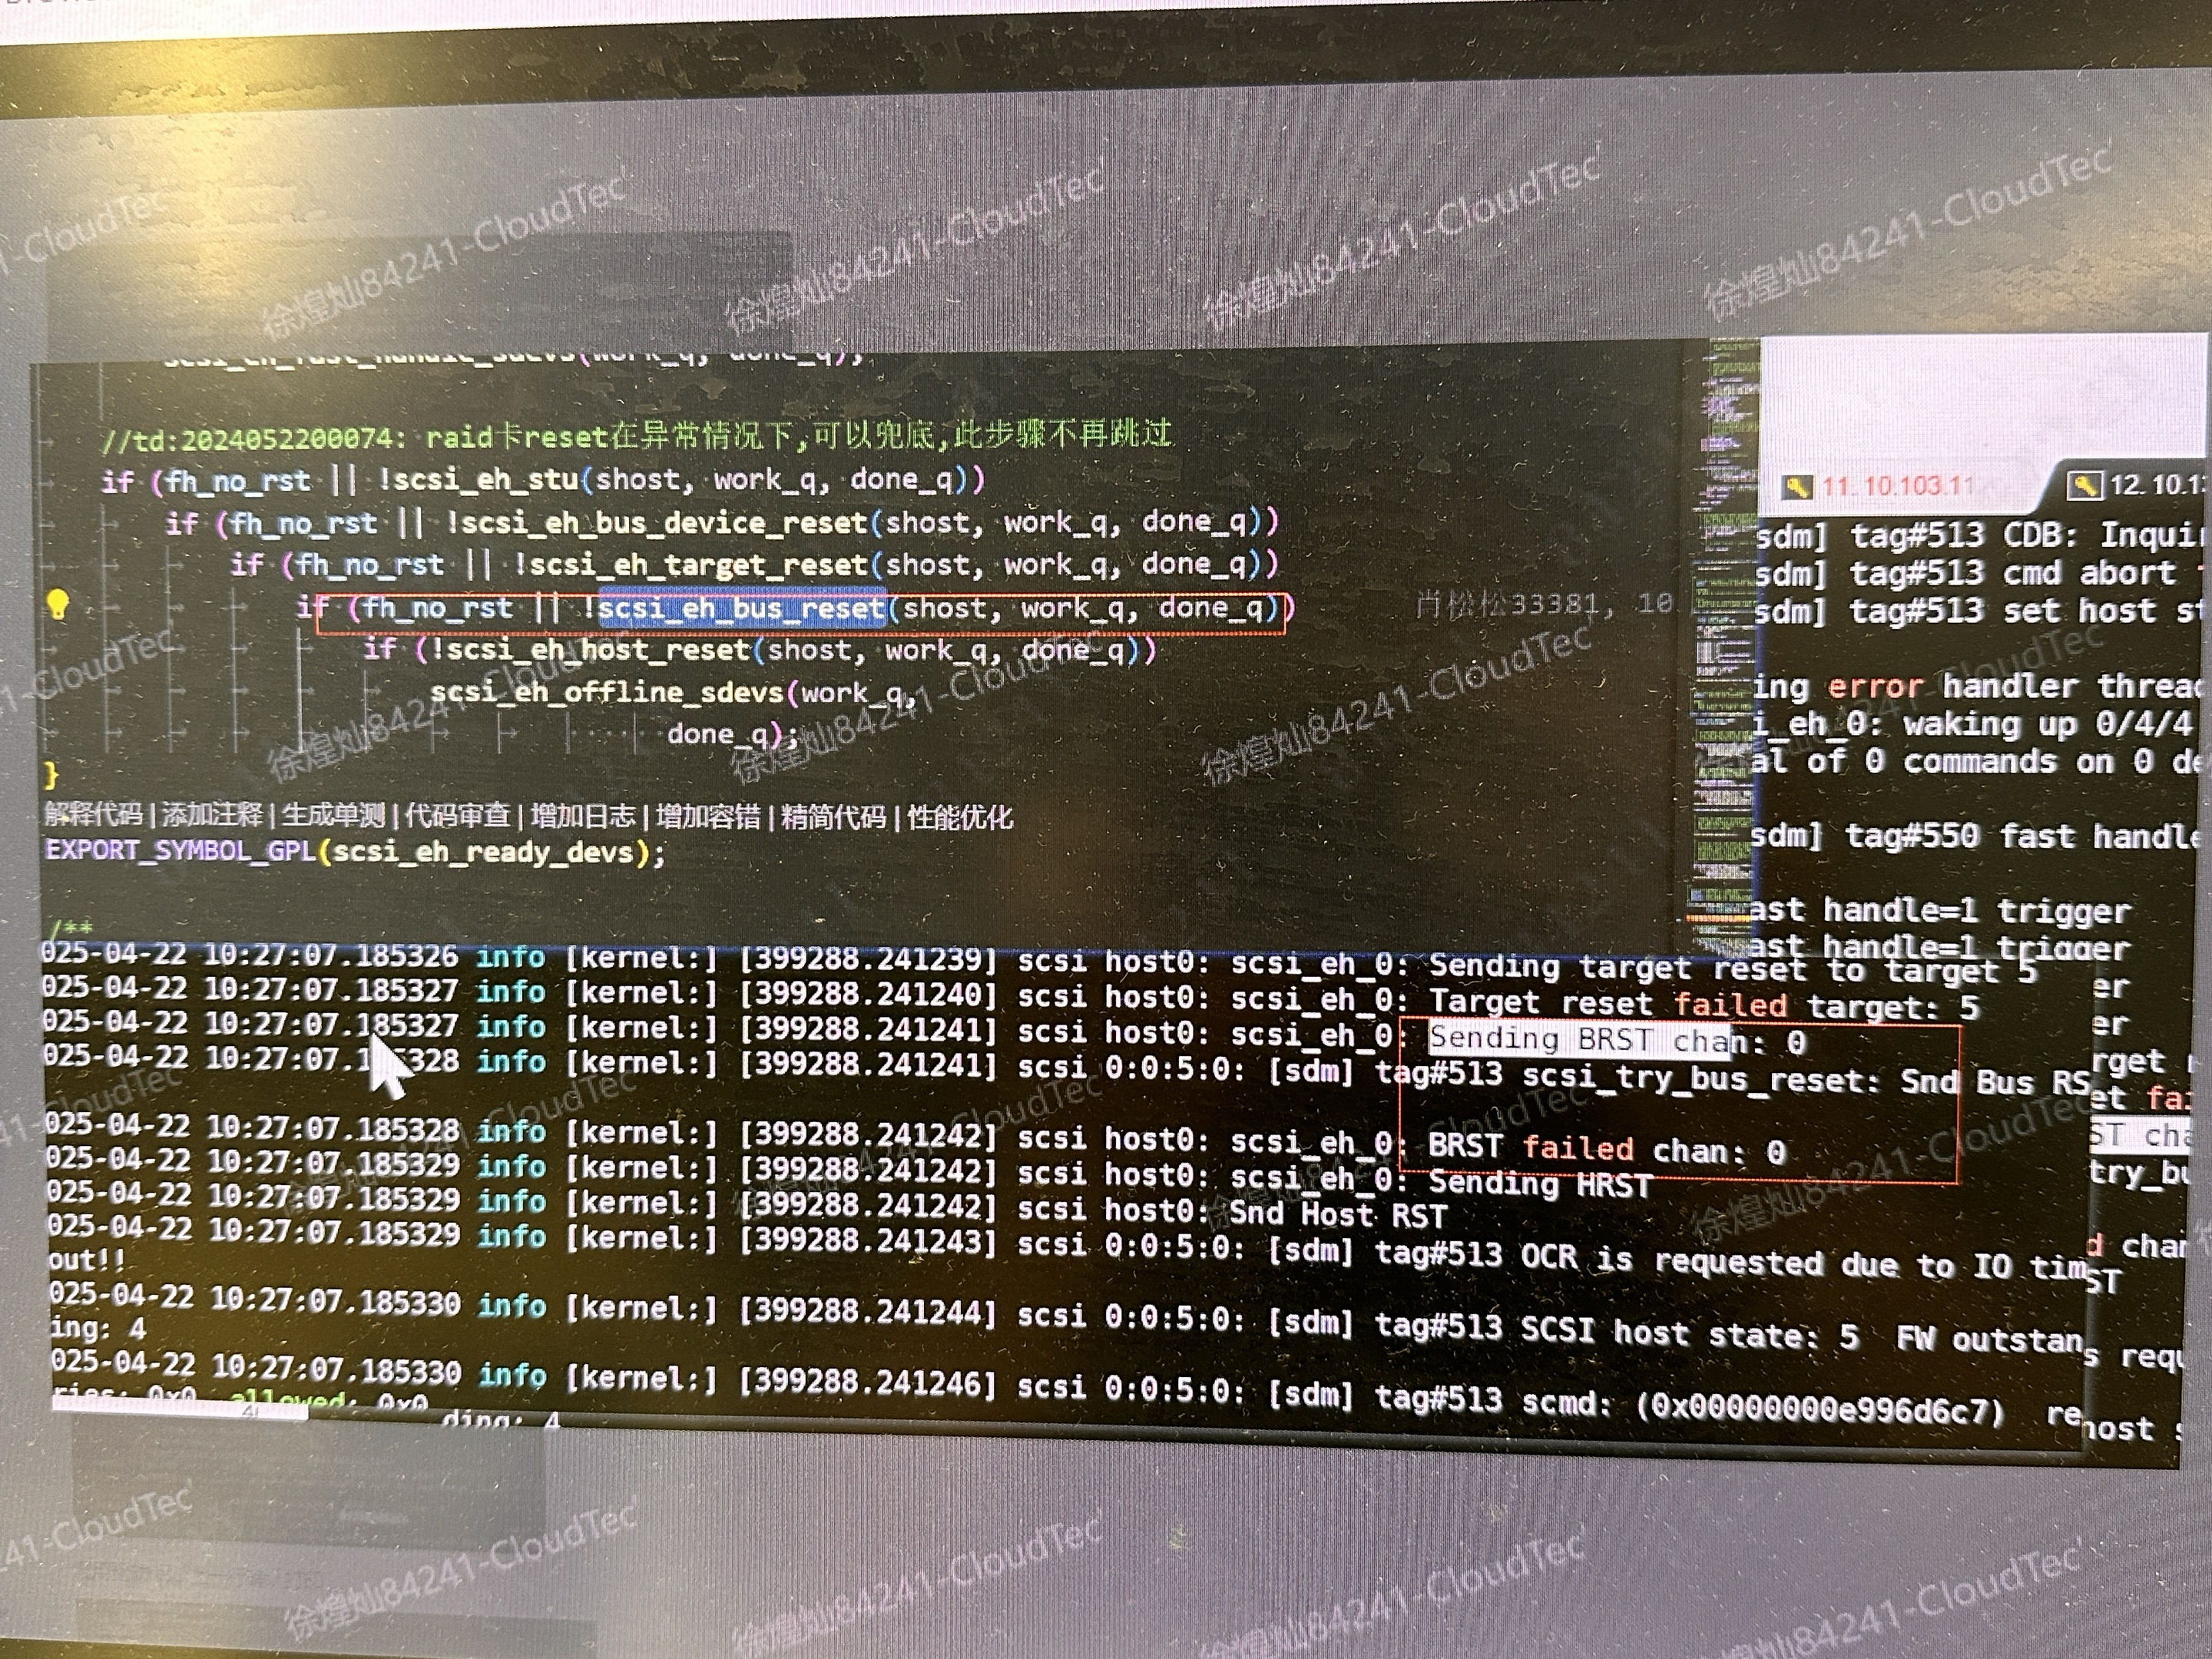 //td:2024052200074: raid卡reset在异常情况下,可以兜底,此步骤不再跳过
if (fh_no_rst || !scsi_eh_stu(shost, work_q, done_q))
if (fh_no_rst || !scsi_eh_bus_device_reset(shost, work_q, done_q))
if (fh_no_rst || !scsi_eh_target_reset(shost, work_q, done_q))
if (fh_no_rst || !scsi_eh_bus_reset(shost, work_q, done_q))
肖松松33381, 10
if (!scsi_eh_host_reset(shost, work_q, done_q))
scsi_eh_offline_sdevs(work_q,
done_q);
}
解释代码|添加注释|生成单测|代码审查|增加日志|增加容错|精简代码|性能优化
EXPORT_SYMBOL_GPL(scsi_eh_ready_devs);
/**
11. 10.103.11
12. 10.1
sdm] tag#513 CDB: Inqui
sdm] tag#513 cmd abort
sdm] tag#513 set host st
ing error handler threa
i_eh_0: waking up 0/4/4
al of 0 commands on 0 de
sdm] tag#550 fast handle
ast handle=1 trigger
ast handle=1 trigger
025-04-22 10:27:07.185326 info [kernel:] [399288.241239] scsi host0: scsi_eh_0: Sending target reset to target 5
025-04-22 10:27:07.185327 info [kernel:] [399288.241240] scsi host0: scsi_eh_0: Target reset failed target: 5
025-04-22 10:27:07.185327 info [kernel:] [399288.241241] scsi host0: scsi_eh_0: Sending BRST chan: 0
025-04-22 10:27:07.185328 info [kernel:] [399288.241241] scsi 0:0:5:0: [sdm] tag#513 scsi_try_bus_reset: Snd Bus RS
025-04-22 10:27:07.185328 info [kernel:] [399288.241242] scsi host0: scsi_eh_0: BRST failed chan: 0
025-04-22 10:27:07.185329 info [kernel:] [399288.241242] scsi host0: scsi_eh_0: Sending HRST
025-04-22 10:27:07.185329 info [kernel:] [399288.241242] scsi host0: Snd Host RST
025-04-22 10:27:07.185329 info [kernel:] [399288.241243] scsi 0:0:5:0: [sdm] tag#513 OCR is requested due to IO tim
out!!
025-04-22 10:27:07.185330 info [kernel:] [399288.241244] scsi 0:0:5:0: [sdm] tag#513 SCSI host state: 5 FW outstan
ing: 4
025-04-22 10:27:07.185330 info [kernel:] [399288.241246] scsi 0:0:5:0: [sdm] tag#513 scmd: (0x00000000e996d6c7) re
ries: 0x0 allowed: 0x0
ding: 4
er
er
rget r
et fai
ST cha
try_bu
d chan
ST
s requ
host s
徐煌灿84241-CloudTec